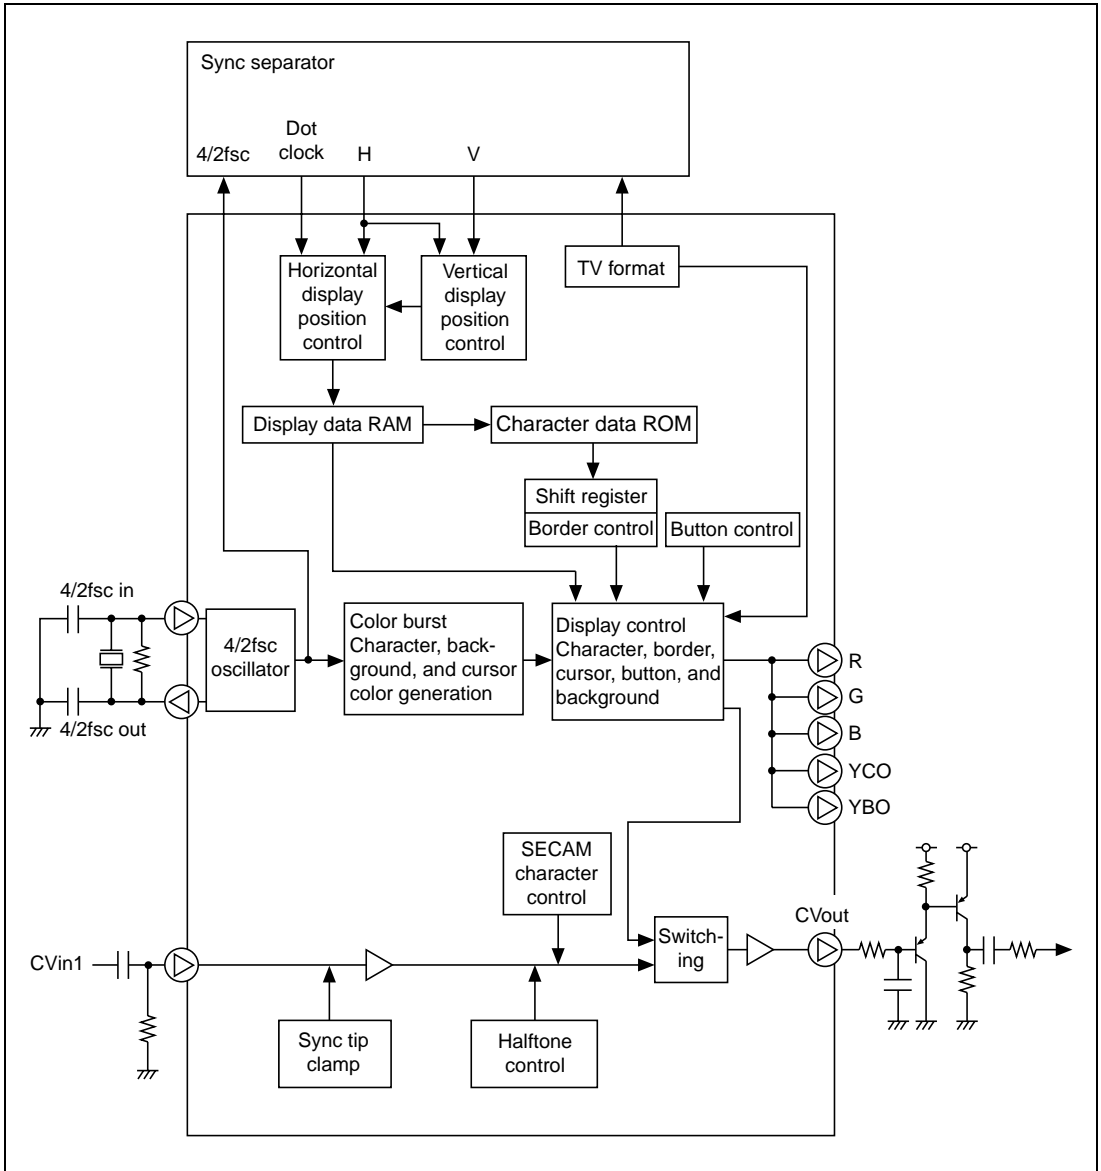 Sync separator
Dot
clock
4/2fsc
H
V
Horizontal
display
position
control
Vertical
display
position
control
TV format
Display data RAM
Character data ROM
Shift register
Border control
Button control
4/2fsc in
4/2fsc
oscillator
4/2fsc out
Color burst
Character, back-
ground, and cursor
color generation
Display control
Character, border,
cursor, button, and
background
R
G
B
YCO
YBO
SECAM
character
control
CVout
Switch-
ing
CVin1
Sync tip
clamp
Halftone
control